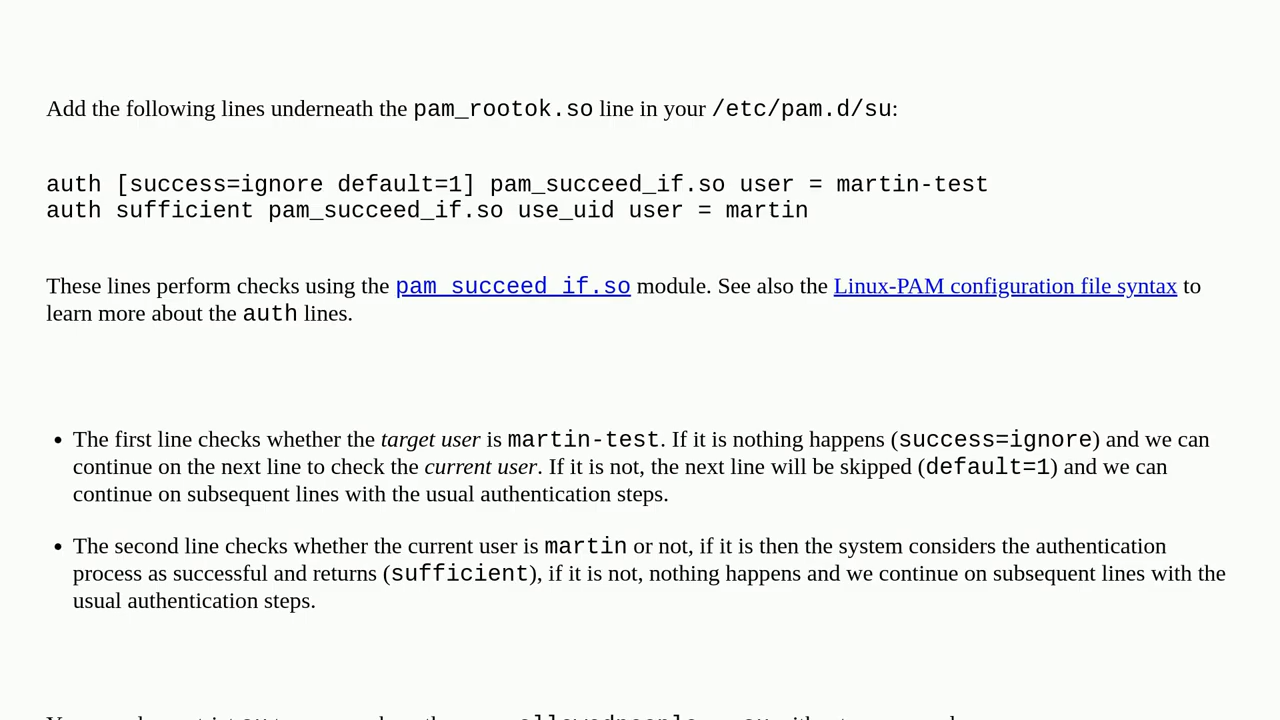 Add the following lines underneath the pam_rootok.so line in your /etc/pam.d/su:
auth [success=ignore default=1] pam_succeed_if.so user = martin-test
auth sufficient pam_succeed_if.so use_uid user = martin
These lines perform checks using the pam_succeed_if.so module. See also the Linux-PAM configuration file syntax to
learn more about the auth lines.
• The first line checks whether the target user is martin-test. If it is nothing happens (success=ignore) and we can
continue on the next line to check the current user. If it is not, the next line will be skipped (default=1) and we can
continue on subsequent lines with the usual authentication steps.
• The second line checks whether the current user is martin or not, if it is then the system considers the authentication
process as successful and returns (sufficient), if it is not, nothing happens and we continue on subsequent lines with the
usual authentication steps.